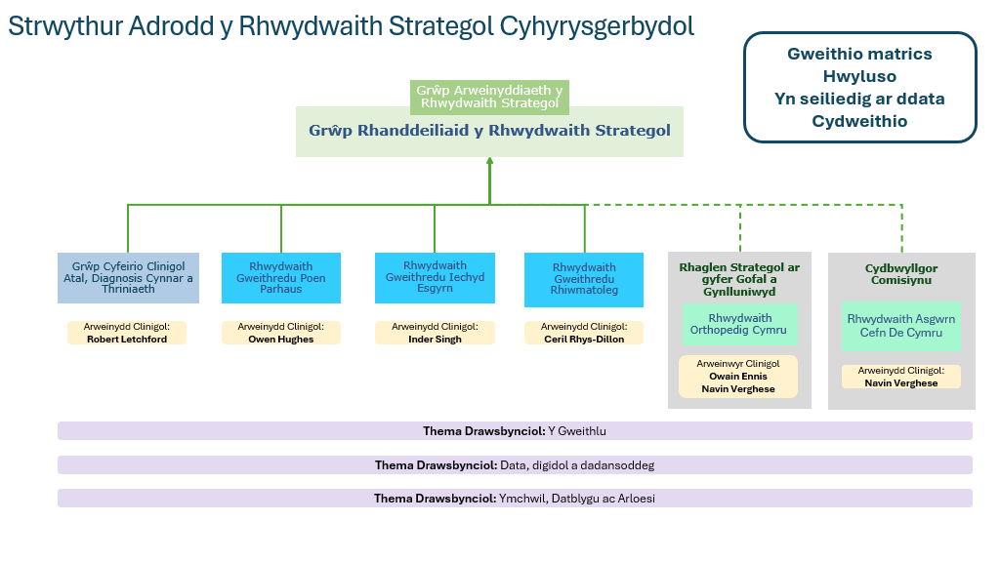 Strwythur Adrodd y Rhwydwaith Strategol Cyhyrysgerbydol
Gweithio matrics
Hwyluso
Yn seiliedig ar ddata
Cydweithio
Grŵp Arweinyddiaeth y
Rhwydwaith Strategol
Grŵp Rhanddeiliaid y Rhwydwaith Strategol
Grŵp Cyfeirio Clinigol
Atal, Diagnosis Cynnar a
Thriniaeth
Arweinydd Clinigol:
Robert Letchford
Rhwydwaith
Gweithredu Poen
Parhaus
Arweinydd Clinigol:
Owen Hughes
Rhwydwaith
Gweithredu Iechyd
Esgyrn
Arweinydd Clinigol:
Inder Singh
Rhwydwaith
Gweithredu
Rhiwmatoleg
Arweinydd Clinigol:
Ceril Rhys-Dillon
Rhaglen Strategol ar
gyfer Gofal a
Gynlluniwyd
Rhwydwaith
Orthopedig Cymru
Arweinwyr Clinigol
Owain Ennis
Navin Verghese
Cydbwyllgor
Comisiynu
Rhwydwaith Asgwrn
Cefn De Cymru
Arweinydd Clinigol:
Navin Verghese
Thema Drawsbynciol: Y Gweithlu
Thema Drawsbynciol: Data, digidol a dadansoddeg
Thema Drawsbynciol: Ymchwil, Datblygu ac Arloesi